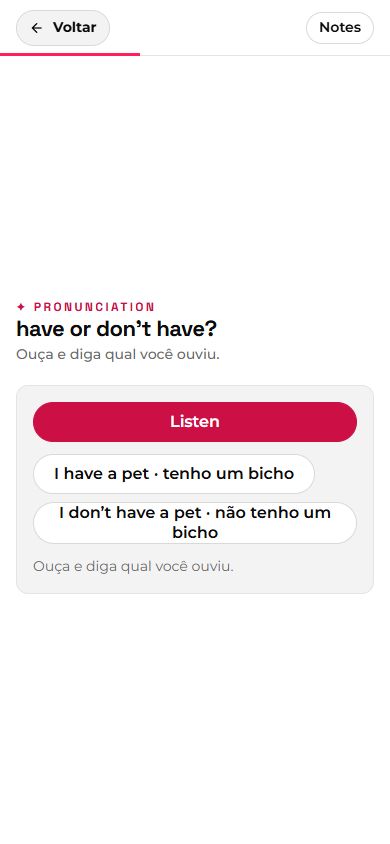 ← Voltar
Notes
✦ PRONUNCIATION
have or don’t have?
Ouça e diga qual você ouviu.
Listen
I have a pet · tenho um bicho
I don’t have a pet · não tenho um
bicho
Ouça e diga qual você ouviu.